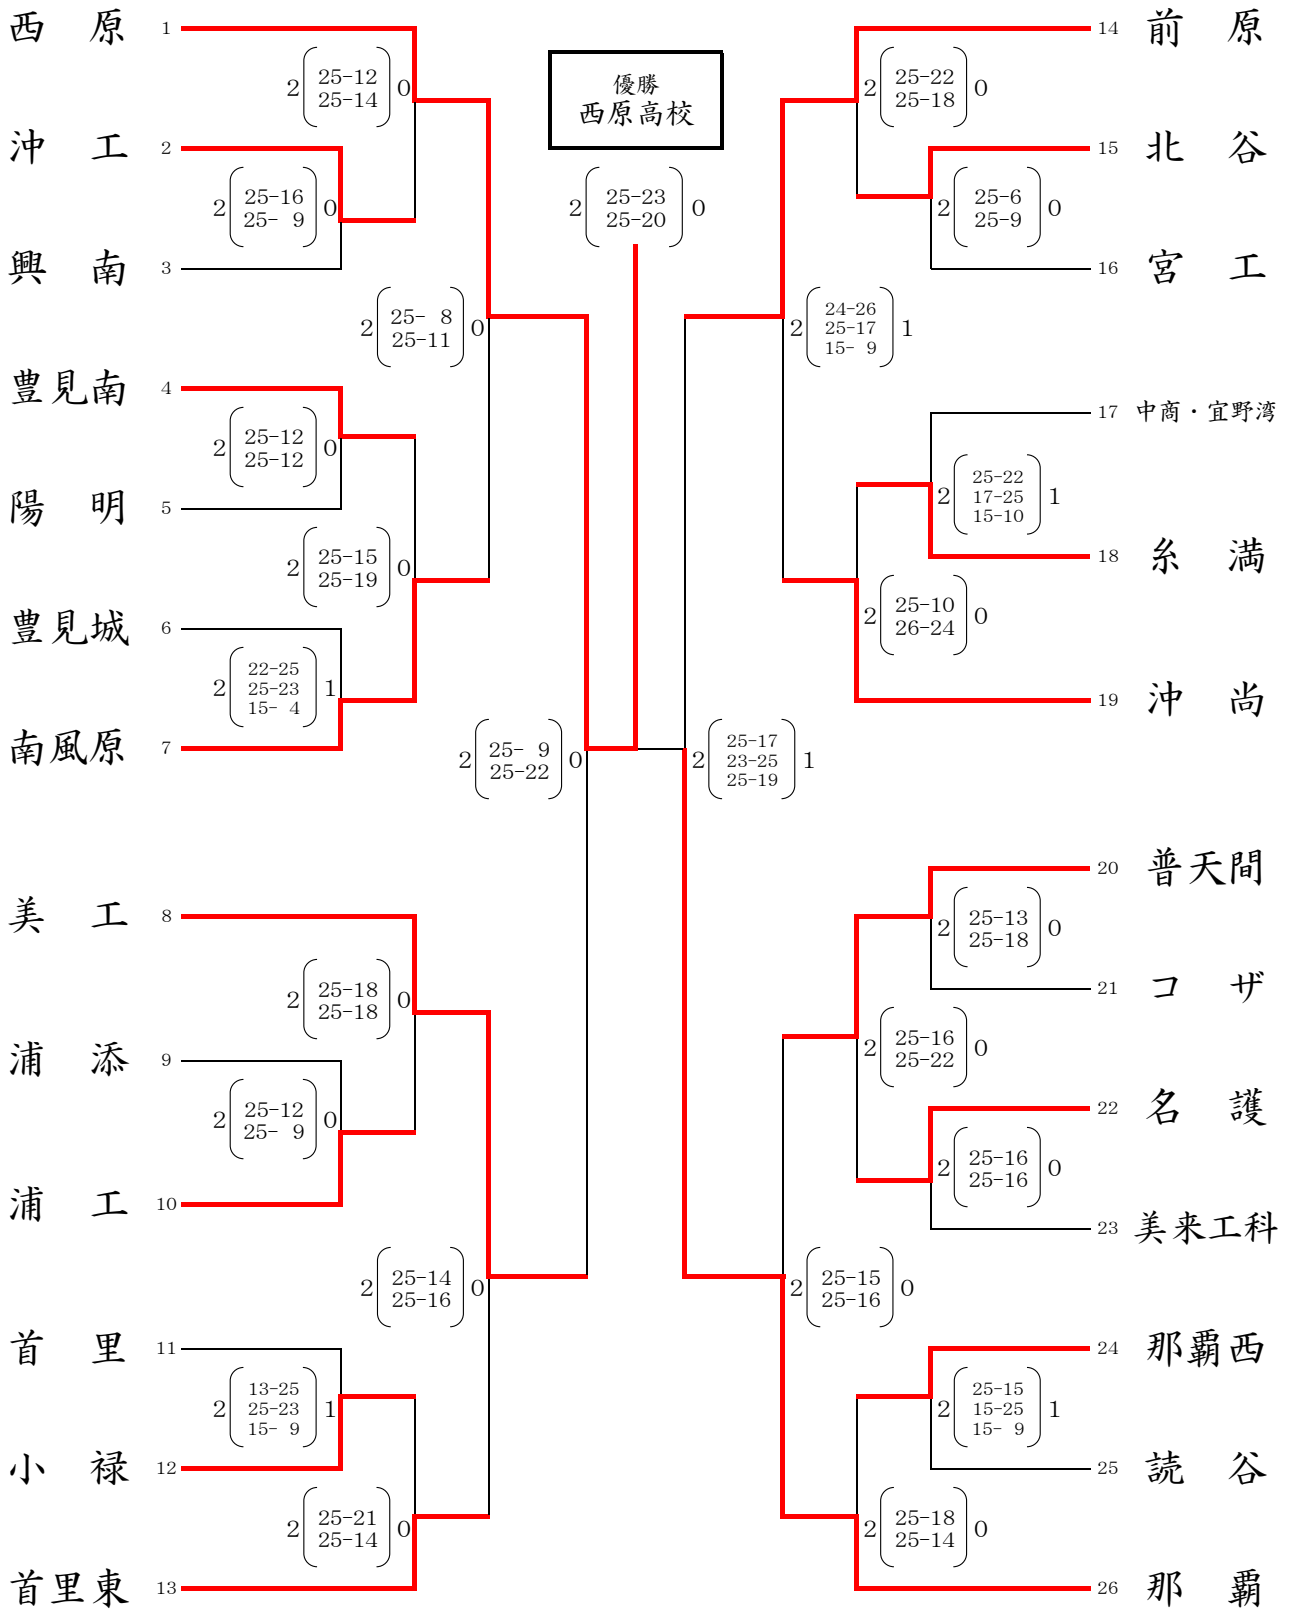 優勝
西原高校
2 25-23 0
25-20
西 原 1
2 25-12 0
25-14
沖 工 2
2 25-16 0
25- 9
興 南 3
2 25- 8 0
25-11
豊見南 4
2 25-12 0
25-12
陽 明 5
2 25-15 0
25-19
豊見城 6
22-25
2 25-23 1
15- 4
南風原 7
2 25- 9 0
25-22
美 工 8
2 25-18 0
25-18
浦 添 9
2 25-12 0
25- 9
浦 工 10
2 25-14 0
25-16
首 里 11
13-25
2 25-23 1
15- 9
小 禄 12
2 25-21 0
25-14
首里東 13
14 前 原
2 25-22 0
25-18
15 北 谷
2 25-6 0
25-9
16 宮 工
24-26
2 25-17 1
15- 9
17 中商・宜野湾
25-22
2 17-25 1
15-10
18 糸 満
2 25-10 0
26-24
19 沖 尚
25-17
2 23-25 1
25-19
20 普天間
2 25-13 0
25-18
21 コ ザ
2 25-16 0
25-22
22 名 護
2 25-16 0
25-16
23 美来工科
2 25-15 0
25-16
24 那覇西
25-15
2 15-25 1
15- 9
25 読 谷
2 25-18 0
25-14
26 那 覇